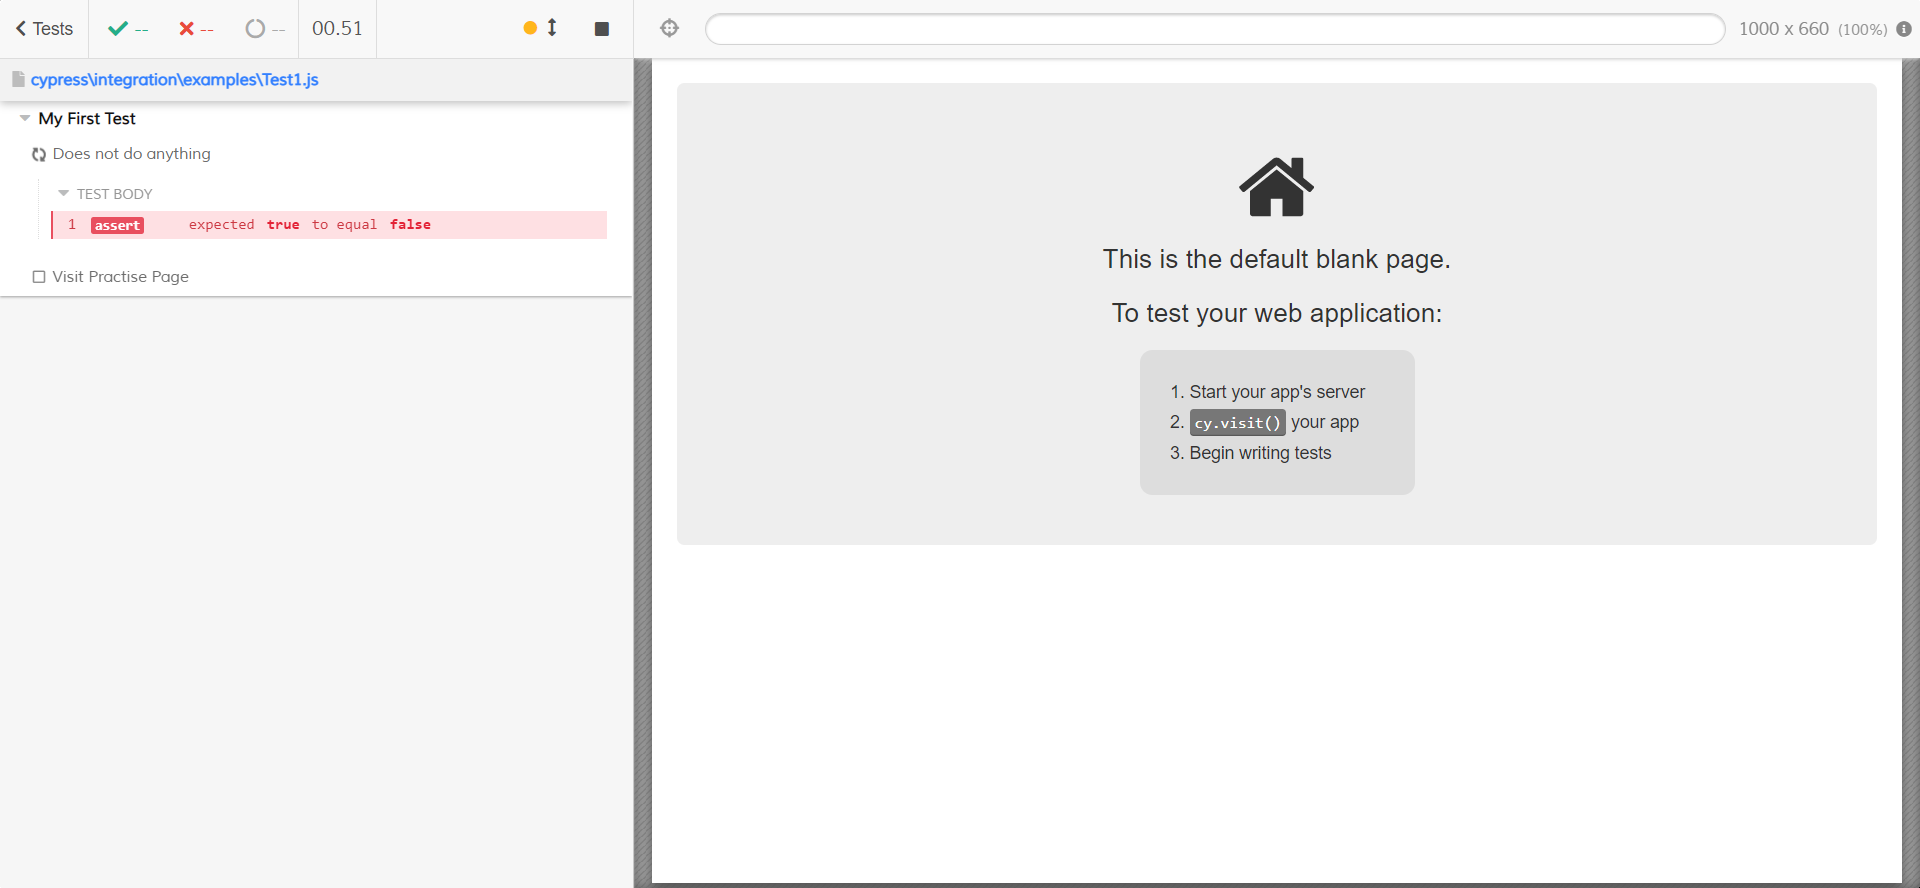 Tests -- -- -- 00.51
1000 x 660 (100%)
cypress\integration\examples\Test1.js
My First Test
Does not do anything
TEST BODY
1 assert expected true to equal false
Visit Practise Page
This is the default blank page.
To test your web application:
1. Start your app's server
2. cy.visit() your app
3. Begin writing tests